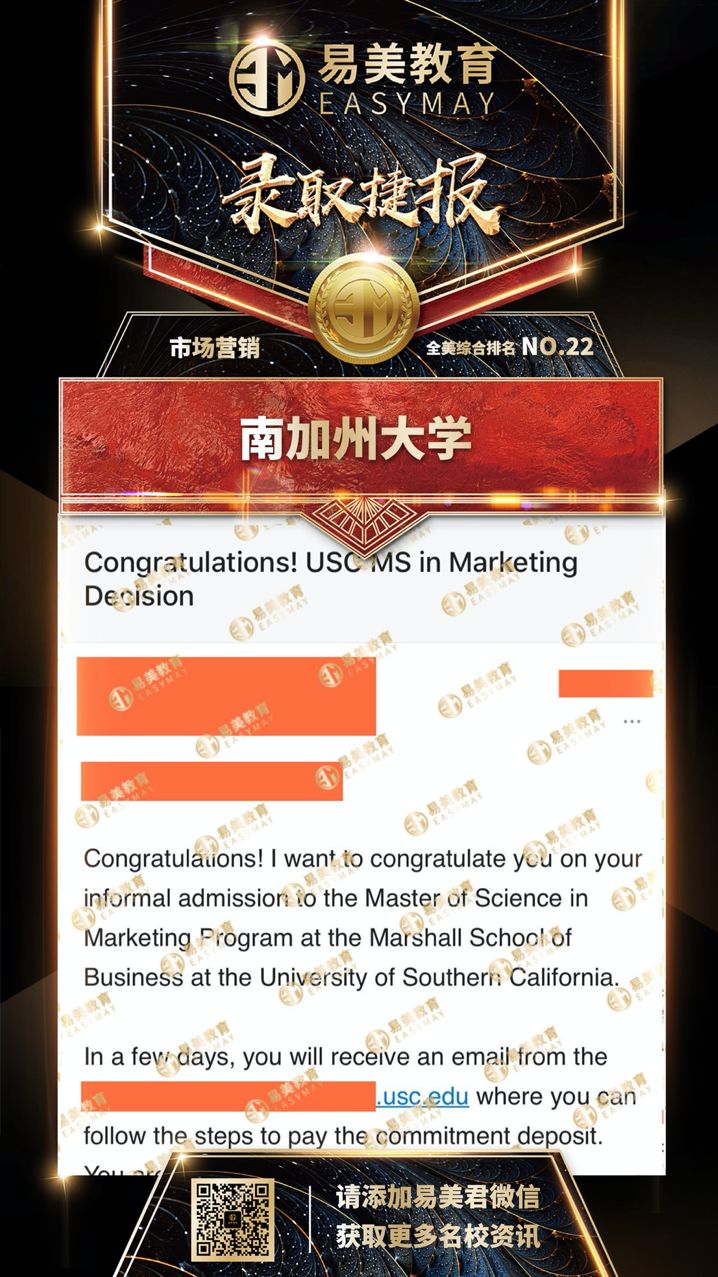 易美教育
EASYMAY
录取捷报
市场营销
全美综合排名 NO.22
南加州大学
Congratulations! USC MS in Marketing
Decision
...
Congratulations! I want to congratulate you on your
informal admission to the Master of Science in
Marketing Program at the Marshall School of
Business at the University of Southern California.
In a few days, you will receive an email from the
.usc.edu where you can
follow the steps to pay the commitment deposit.
You are
请添加易美君微信
获取更多名校资讯